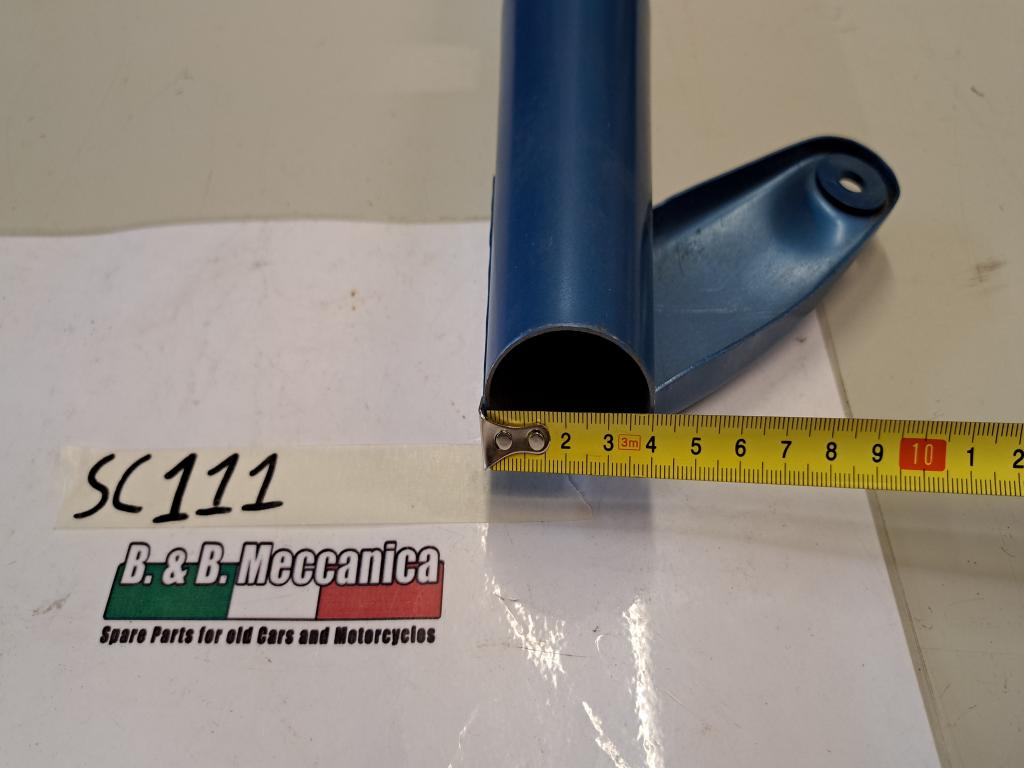 2 3 3m 4 5 6 7 8 9 10 1 2
SC111
B. & B. Meccanica
Spare Parts for old Cars and Motorcycles